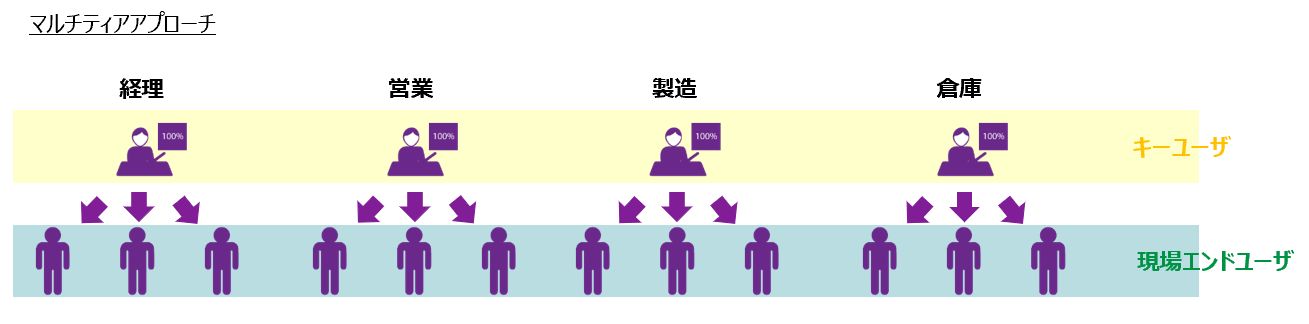 マルチティアアプローチ
経理 営業 製造 倉庫
100% 100% 100% 100%
キーユーザ
現場エンドユーザ